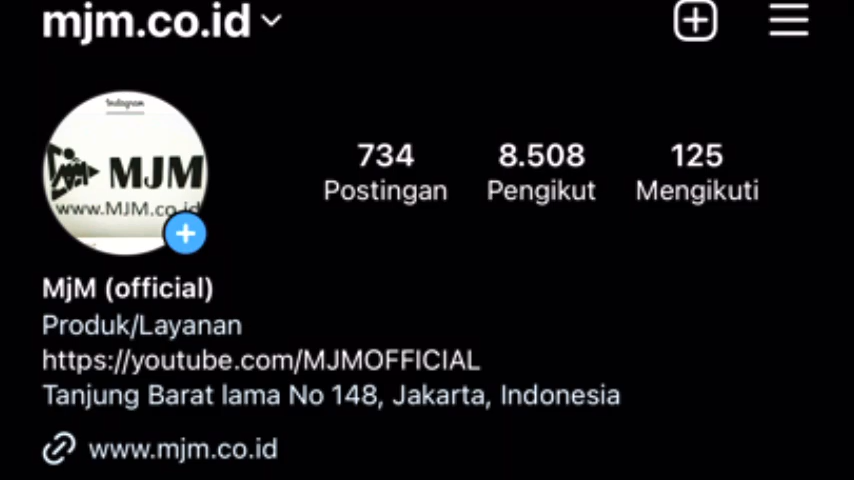 mjm.co.id
Instagram
MJM
www.MJM.co.id
734 8.508 125
Postingan Pengikut Mengikuti
MjM (official)
Produk/Layanan
https://youtube.com/MJMOFFICIAL
Tanjung Barat lama No 148, Jakarta, Indonesia
www.mjm.co.id